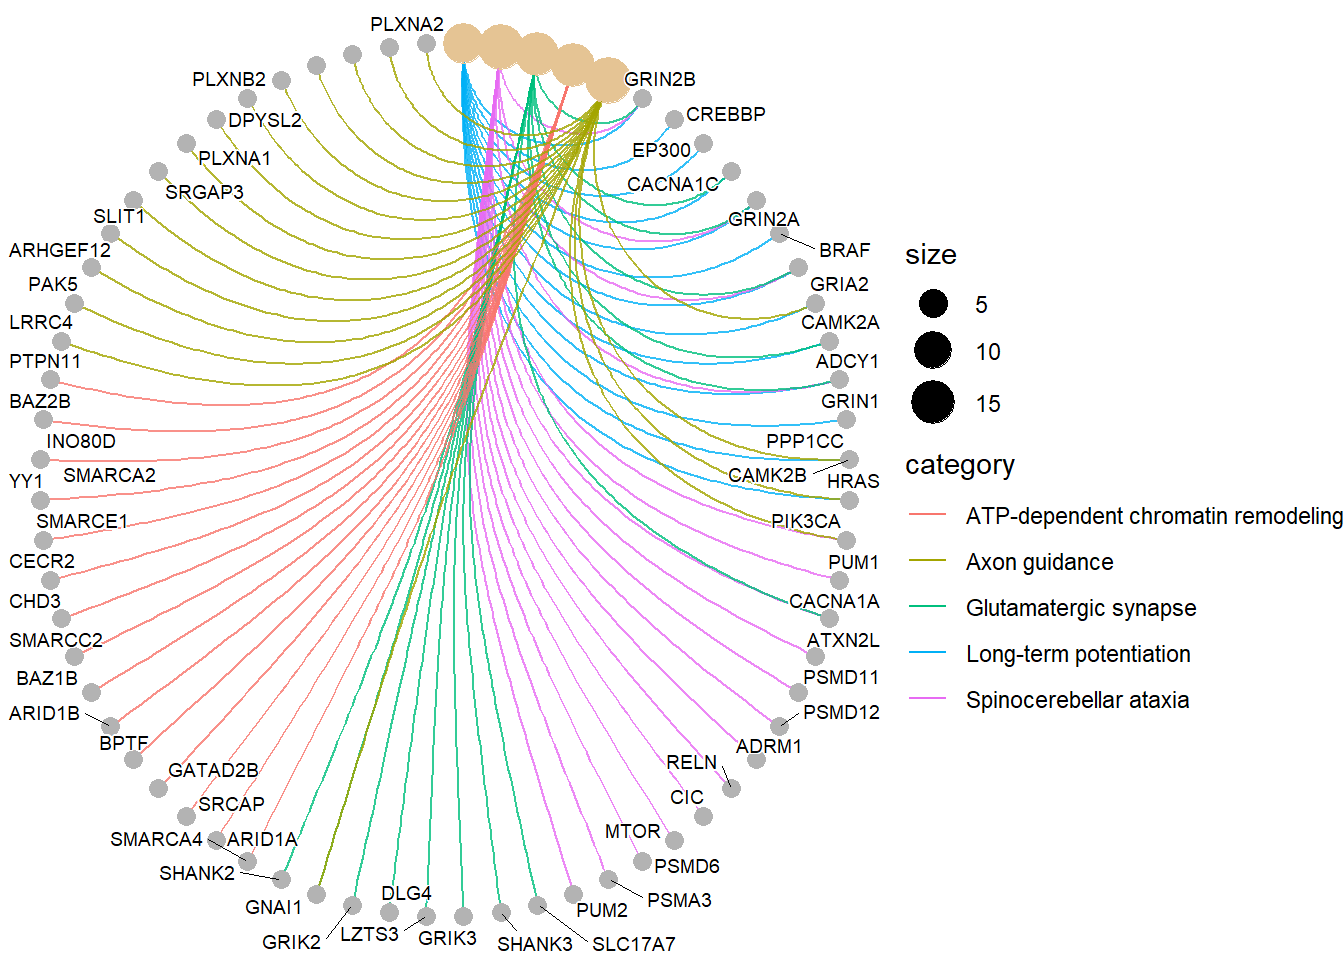 PLXNA2
PLXNB2
GRIN2B
DPYSL2
CREBBP
PLXNA1
EP300
SRGAP3
CACNA1C
SLIT1
GRIN2A
ARHGEF12
BRAF
size
PAK5
GRIA2
5
LRRC4
CAMK2A
10
PTPN11
ADCY1
15
BAZ2B
GRIN1
INO80D
PPP1CC
category
SMARCA2
CAMK2B
YY1
HRAS
SMARCE1
PIK3CA
ATP-dependent chromatin remodeling
CECR2
PUM1
Axon guidance
CHD3
CACNA1A
Glutamatergic synapse
SMARCC2
ATXN2L
Long-term potentiation
BAZ1B
PSMD11
Spinocerebellar ataxia
ARID1B
PSMD12
BPTF
ADRM1
GATAD2B
RELN
SRCAP
CIC
SMARCA4
ARID1A
MTOR
SHANK2
PSMD6
GNAI1
DLG4
PUM2
PSMA3
GRIK2
LZTS3
GRIK3
SHANK3
SLC17A7